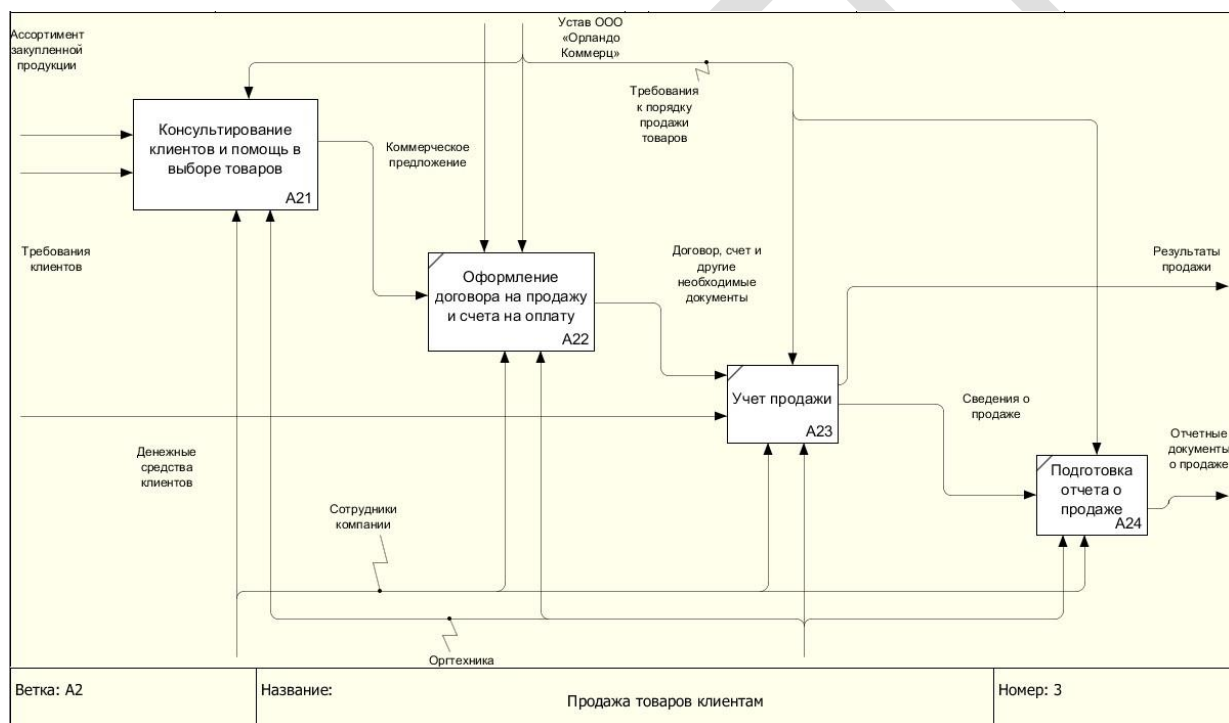 Ассортимент
закупленной
продукции
Устав ООО
«Орландо
Коммерц»
Требования
к порядку
продажи
товаров
Консультирование
клиентов и помощь в
выборе товаров
A21
Коммерческое
предложение
Требования
клиентов
Оформление
договора на продажу
и счета на оплату
A22
Договор, счет и
другие
необходимые
документы
Результаты
продажи
Учет продажи
A23
Сведения о
продаже
Денежные
средства
клиентов
Отчетные
документы
о продаже
Подготовка
отчета о
продаже
A24
Сотрудники
компании
Оргтехника
Ветка: A2
Название:
Продажа товаров клиентам
Номер: 3